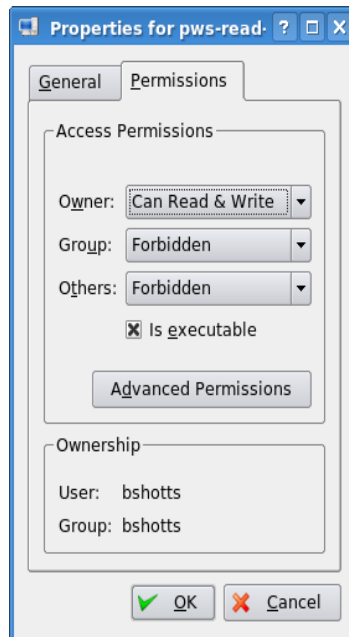 Properties for pws-read-
General Permissions
Access Permissions
Owner: Can Read & Write
Group: Forbidden
Others: Forbidden
Is executable
Advanced Permissions
Ownership
User: bshotts
Group: bshotts
OK Cancel